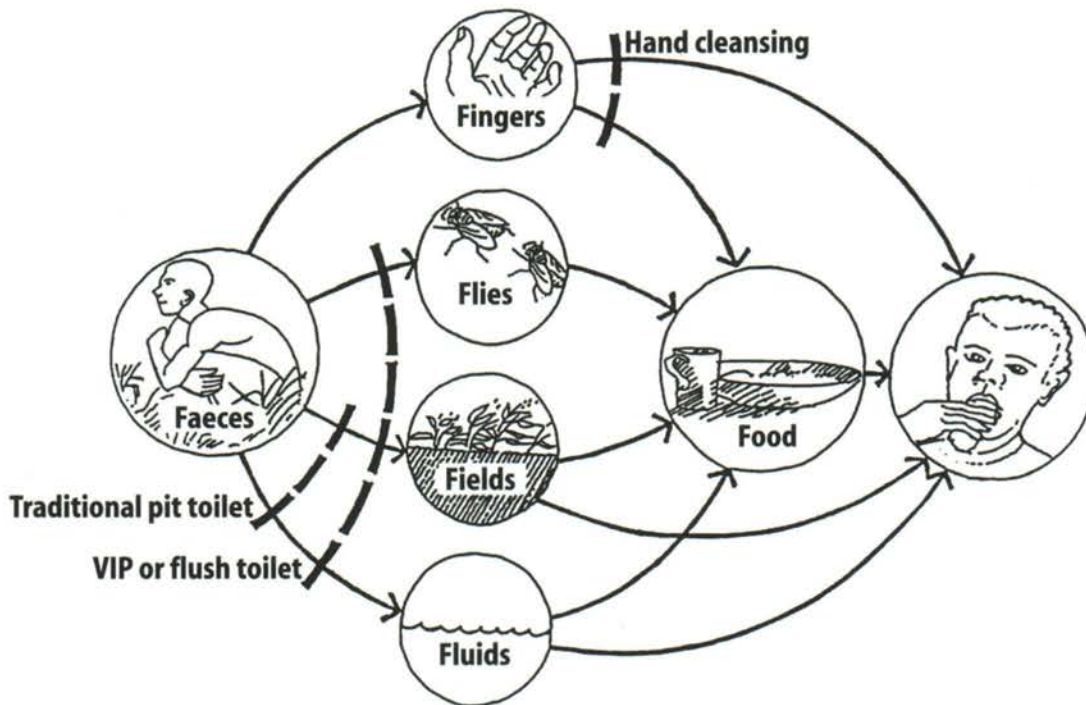 Hand cleansing
Fingers
Flies
Faeces
Food
Fields
Traditional pit toilet
VIP or flush toilet
Fluids